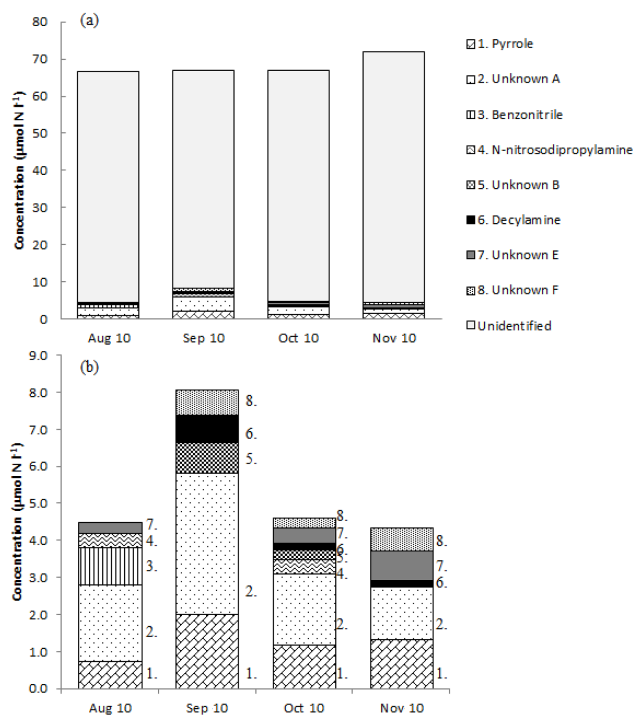 (a)
Concentration (µmol N l⁻¹)
80
70
60
50
40
30
20
10
0
Aug 10 Sep 10 Oct 10 Nov 10
1. Pyrrole
2. Unknown A
3. Benzonitrile
4. N-nitrosodipropylamine
5. Unknown B
6. Decylamine
7. Unknown E
8. Unknown F
Unidentified
(b)
Concentration (µmol N l⁻¹)
9.0
8.0
7.0
6.0
5.0
4.0
3.0
2.0
1.0
0.0
7.
4.
3.
2.
1.
8.
6.
5.
2.
1.
8.
7.
6.
5.
4.
2.
1.
8.
7.
6.
2.
1.
Aug 10 Sep 10 Oct 10 Nov 10